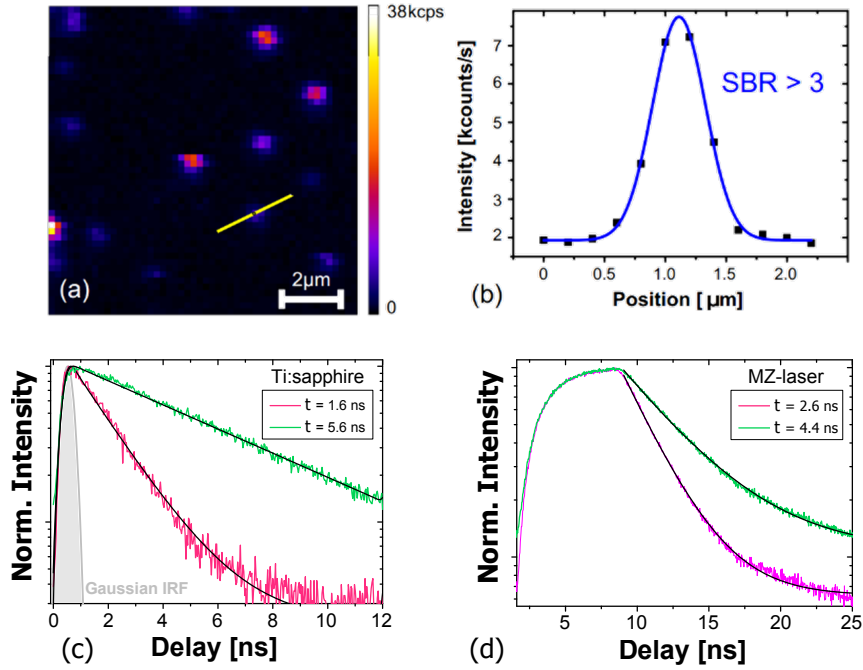 38kcps
0
2μm
(a)
Intensity [kcounts/s]
7
6
5
4
3
2
SBR > 3
0.0 0.5 1.0 1.5 2.0
Position [μm]
(b)
Norm. Intensity
Ti:sapphire
t = 1.6 ns
t = 5.6 ns
Gaussian IRF
0 2 4 6 8 10 12
(c)
Delay [ns]
Norm. Intensity
MZ-laser
t = 2.6 ns
t = 4.4 ns
5 10 15 20 25
(d)
Delay [ns]